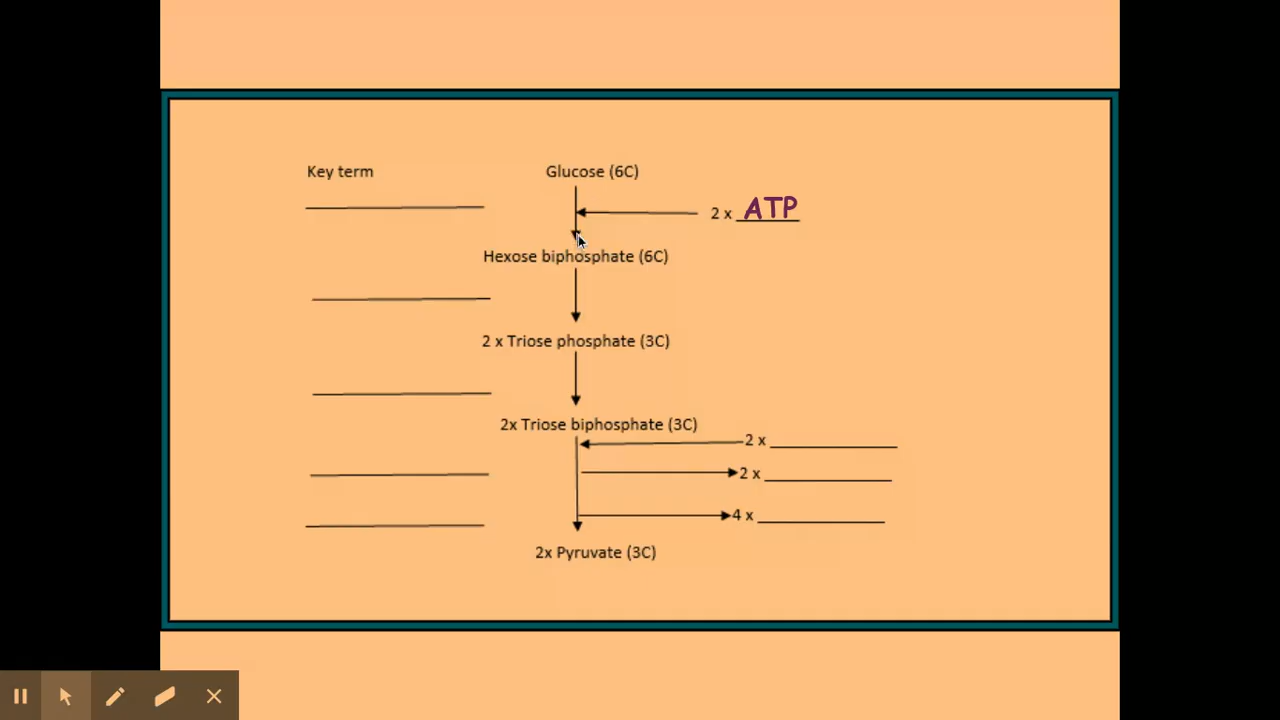 Key term
Glucose (6C)
2 x ATP
Hexose biphosphate (6C)
2 x Triose phosphate (3C)
2x Triose biphosphate (3C)
2 x
2 x
4 x
2x Pyruvate (3C)